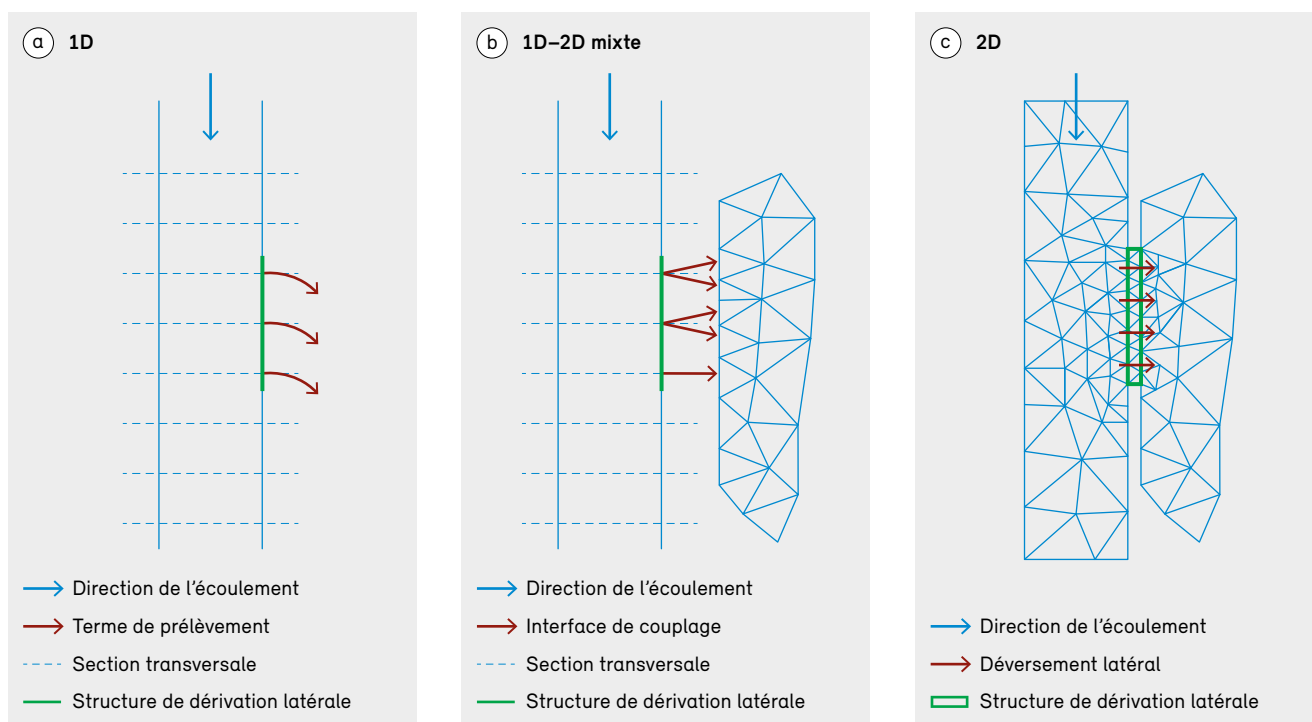 a 1D
Direction de l'écoulement
Terme de prélèvement
Section transversale
Structure de dérivation latérale
b 1D–2D mixte
Direction de l'écoulement
Interface de couplage
Section transversale
Structure de dérivation latérale
c 2D
Direction de l'écoulement
Déversement latéral
Structure de dérivation latérale